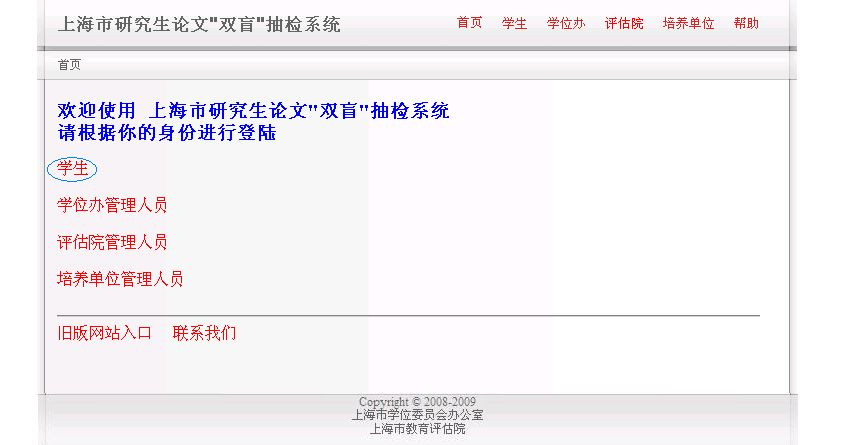 上海市研究生论文"双盲"抽检系统 首页 学生 学位办 评估院 培养单位 帮助
首页
欢迎使用 上海市研究生论文"双盲"抽检系统
请根据你的身份进行登陆
学生
学位办管理人员
评估院管理人员
培养单位管理人员
旧版网站入口 联系我们
Copyright © 2008-2009
上海市学位委员会办公室
上海市教育评估院